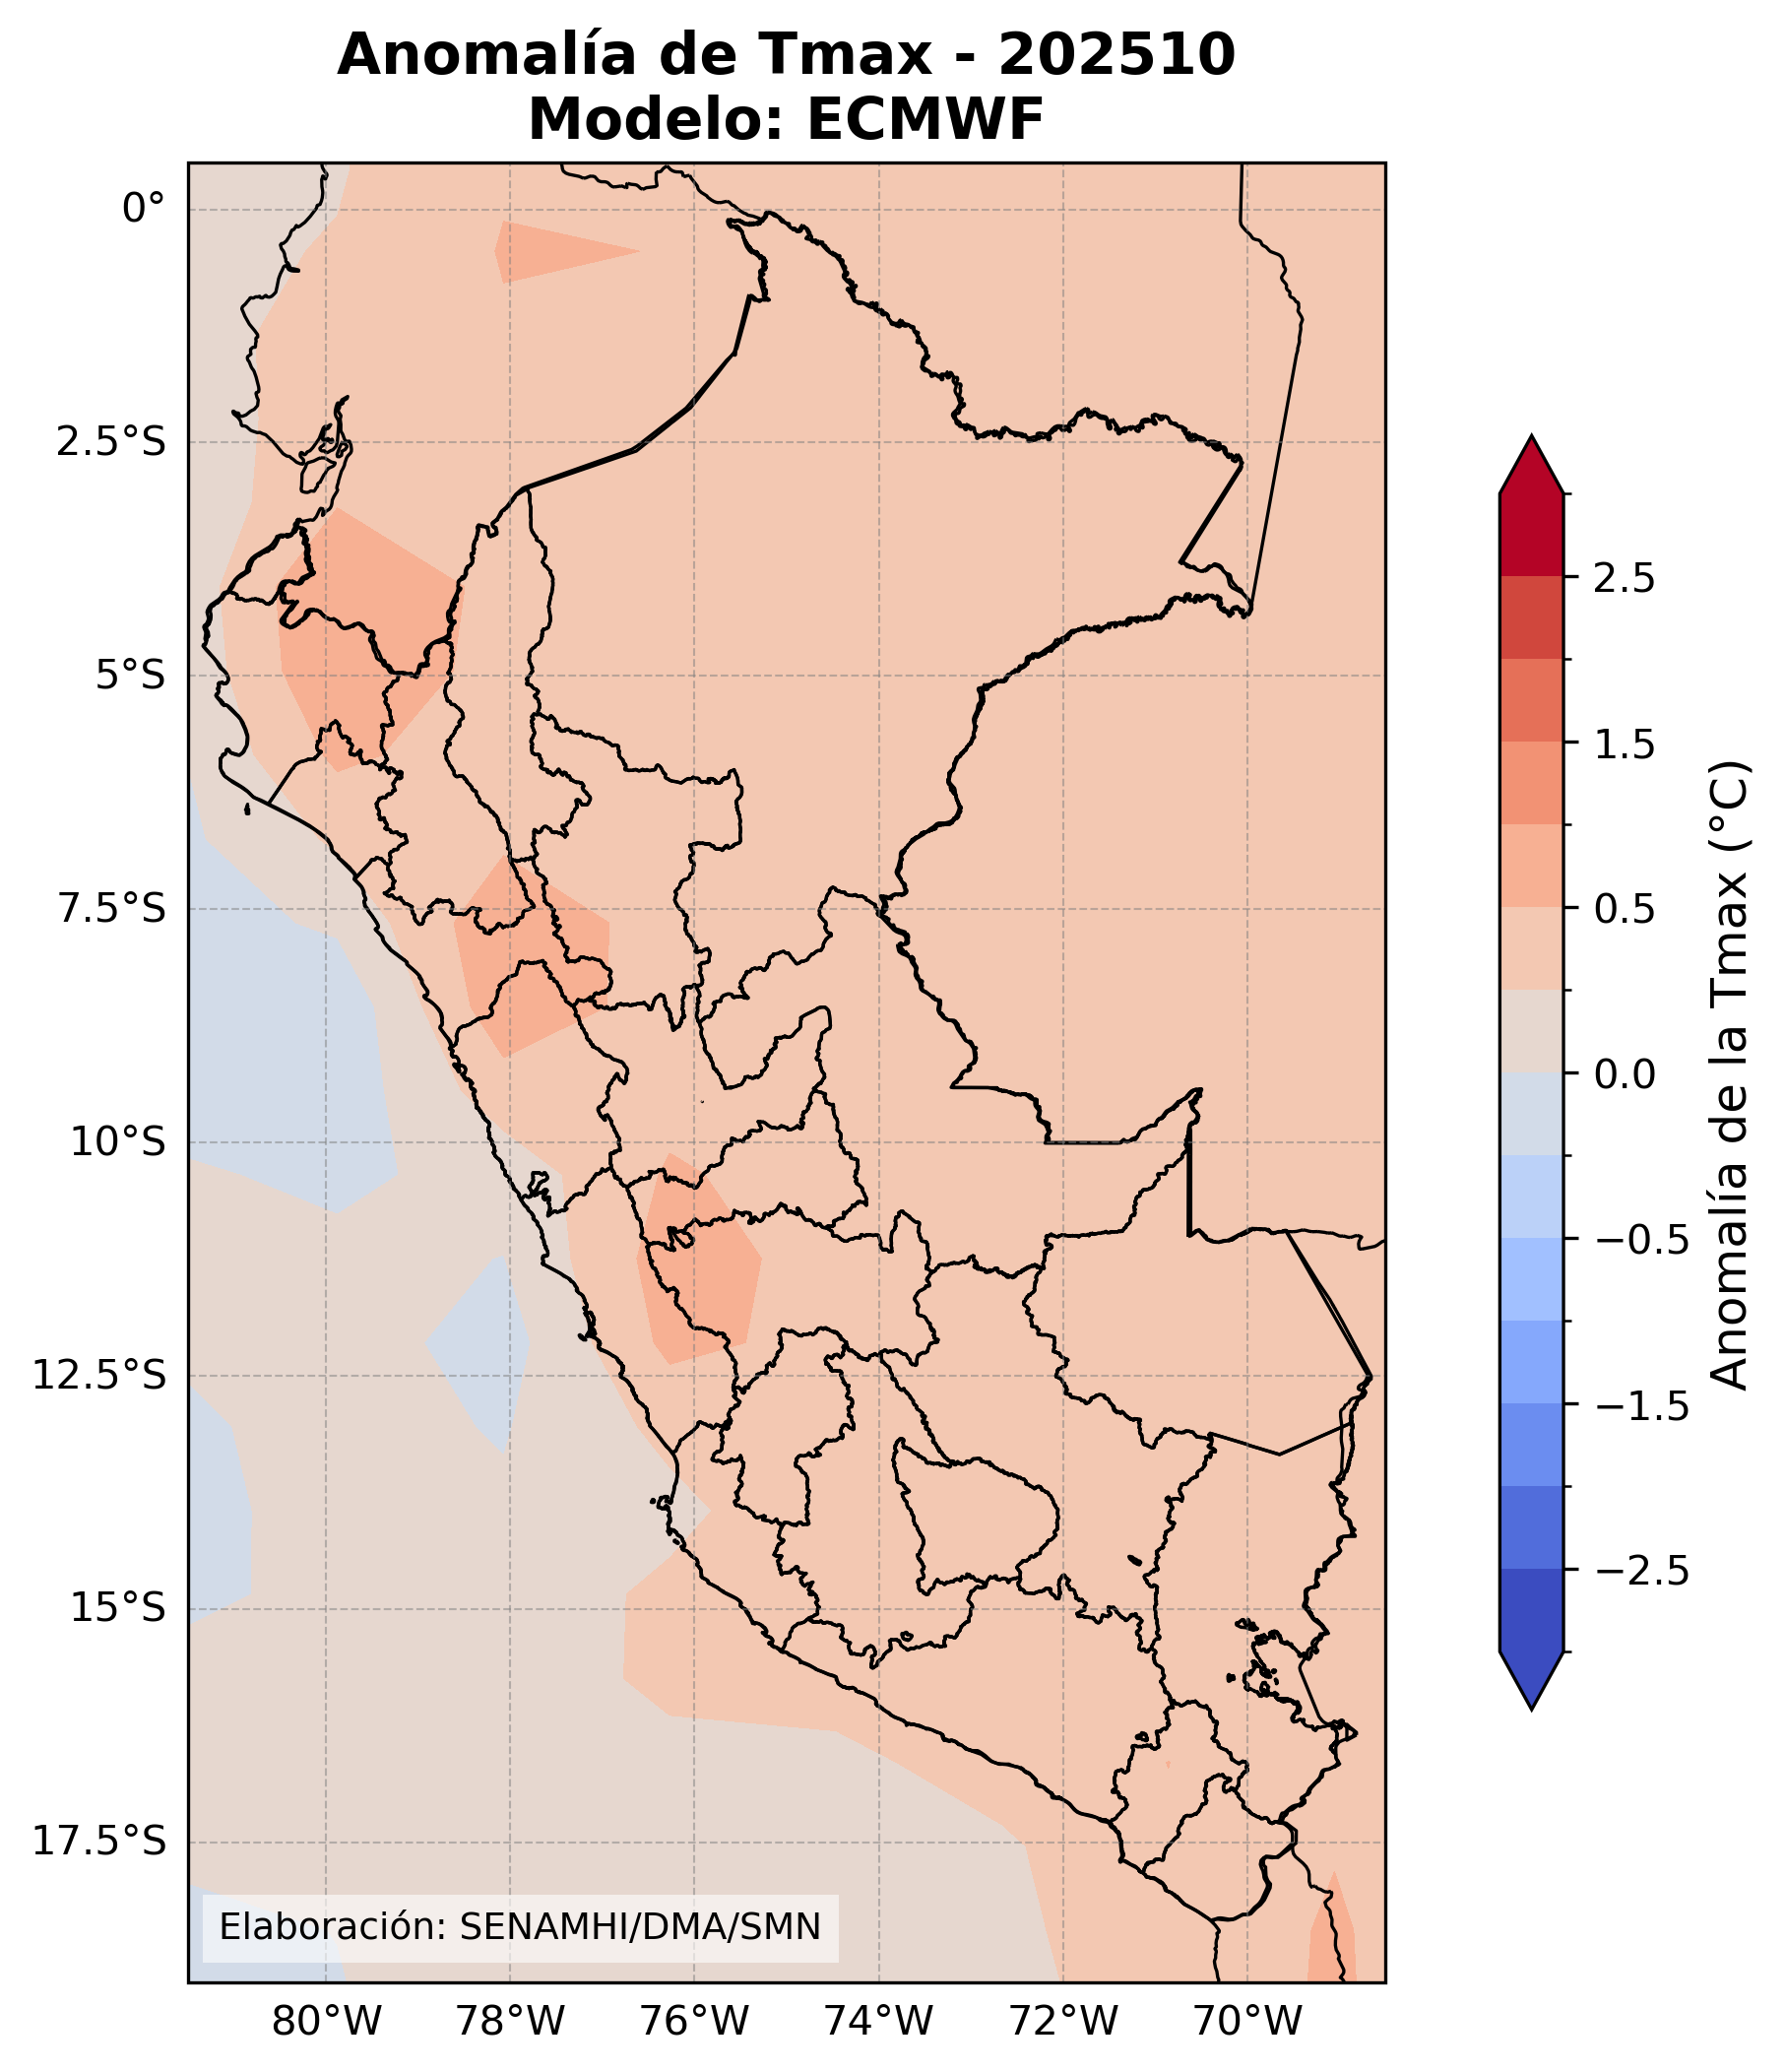 Anomalía de Tmax - 202510
Modelo: ECMWF
0°
2.5°S
5°S
7.5°S
10°S
12.5°S
15°S
17.5°S
80°W
78°W
76°W
74°W
72°W
70°W
Elaboración: SENAMHI/DMA/SMN
2.5
1.5
0.5
0.0
−0.5
−1.5
−2.5
Anomalía de la Tmax (°C)